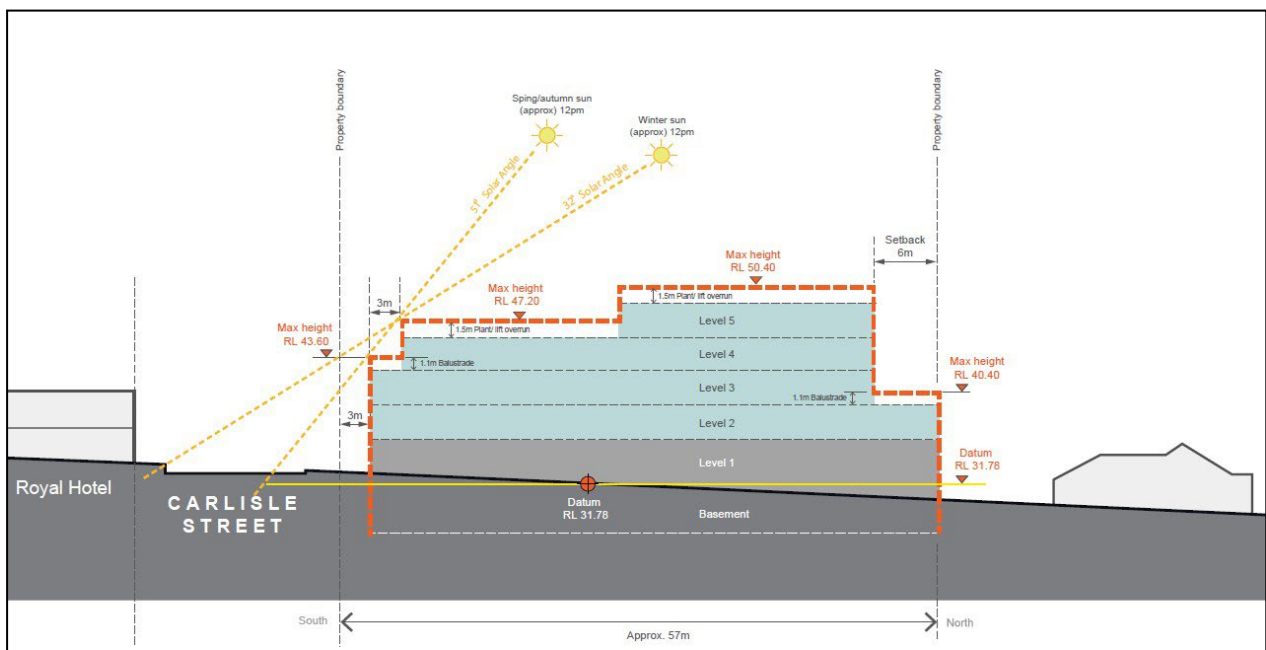 Property boundary
Sping/autumn sun
(approx) 12pm
Winter sun
(approx) 12pm
Property boundary
51° Solar Angle
32° Solar Angle
Setback
6m
Max height
RL 50.40
3m
Max height
RL 47.20
1.5m Plant/ lift overrun
Level 5
Max height
RL 43.60
1.5m Plant/ lift overrun
Level 4
1.1m Balustrade
Max height
RL 40.40
Level 3
1.1m Balustrade
3m
Level 2
Level 1
Datum
RL 31.78
Royal Hotel
CARLISLE
STREET
Datum
RL 31.78
Basement
South
North
Approx. 57m